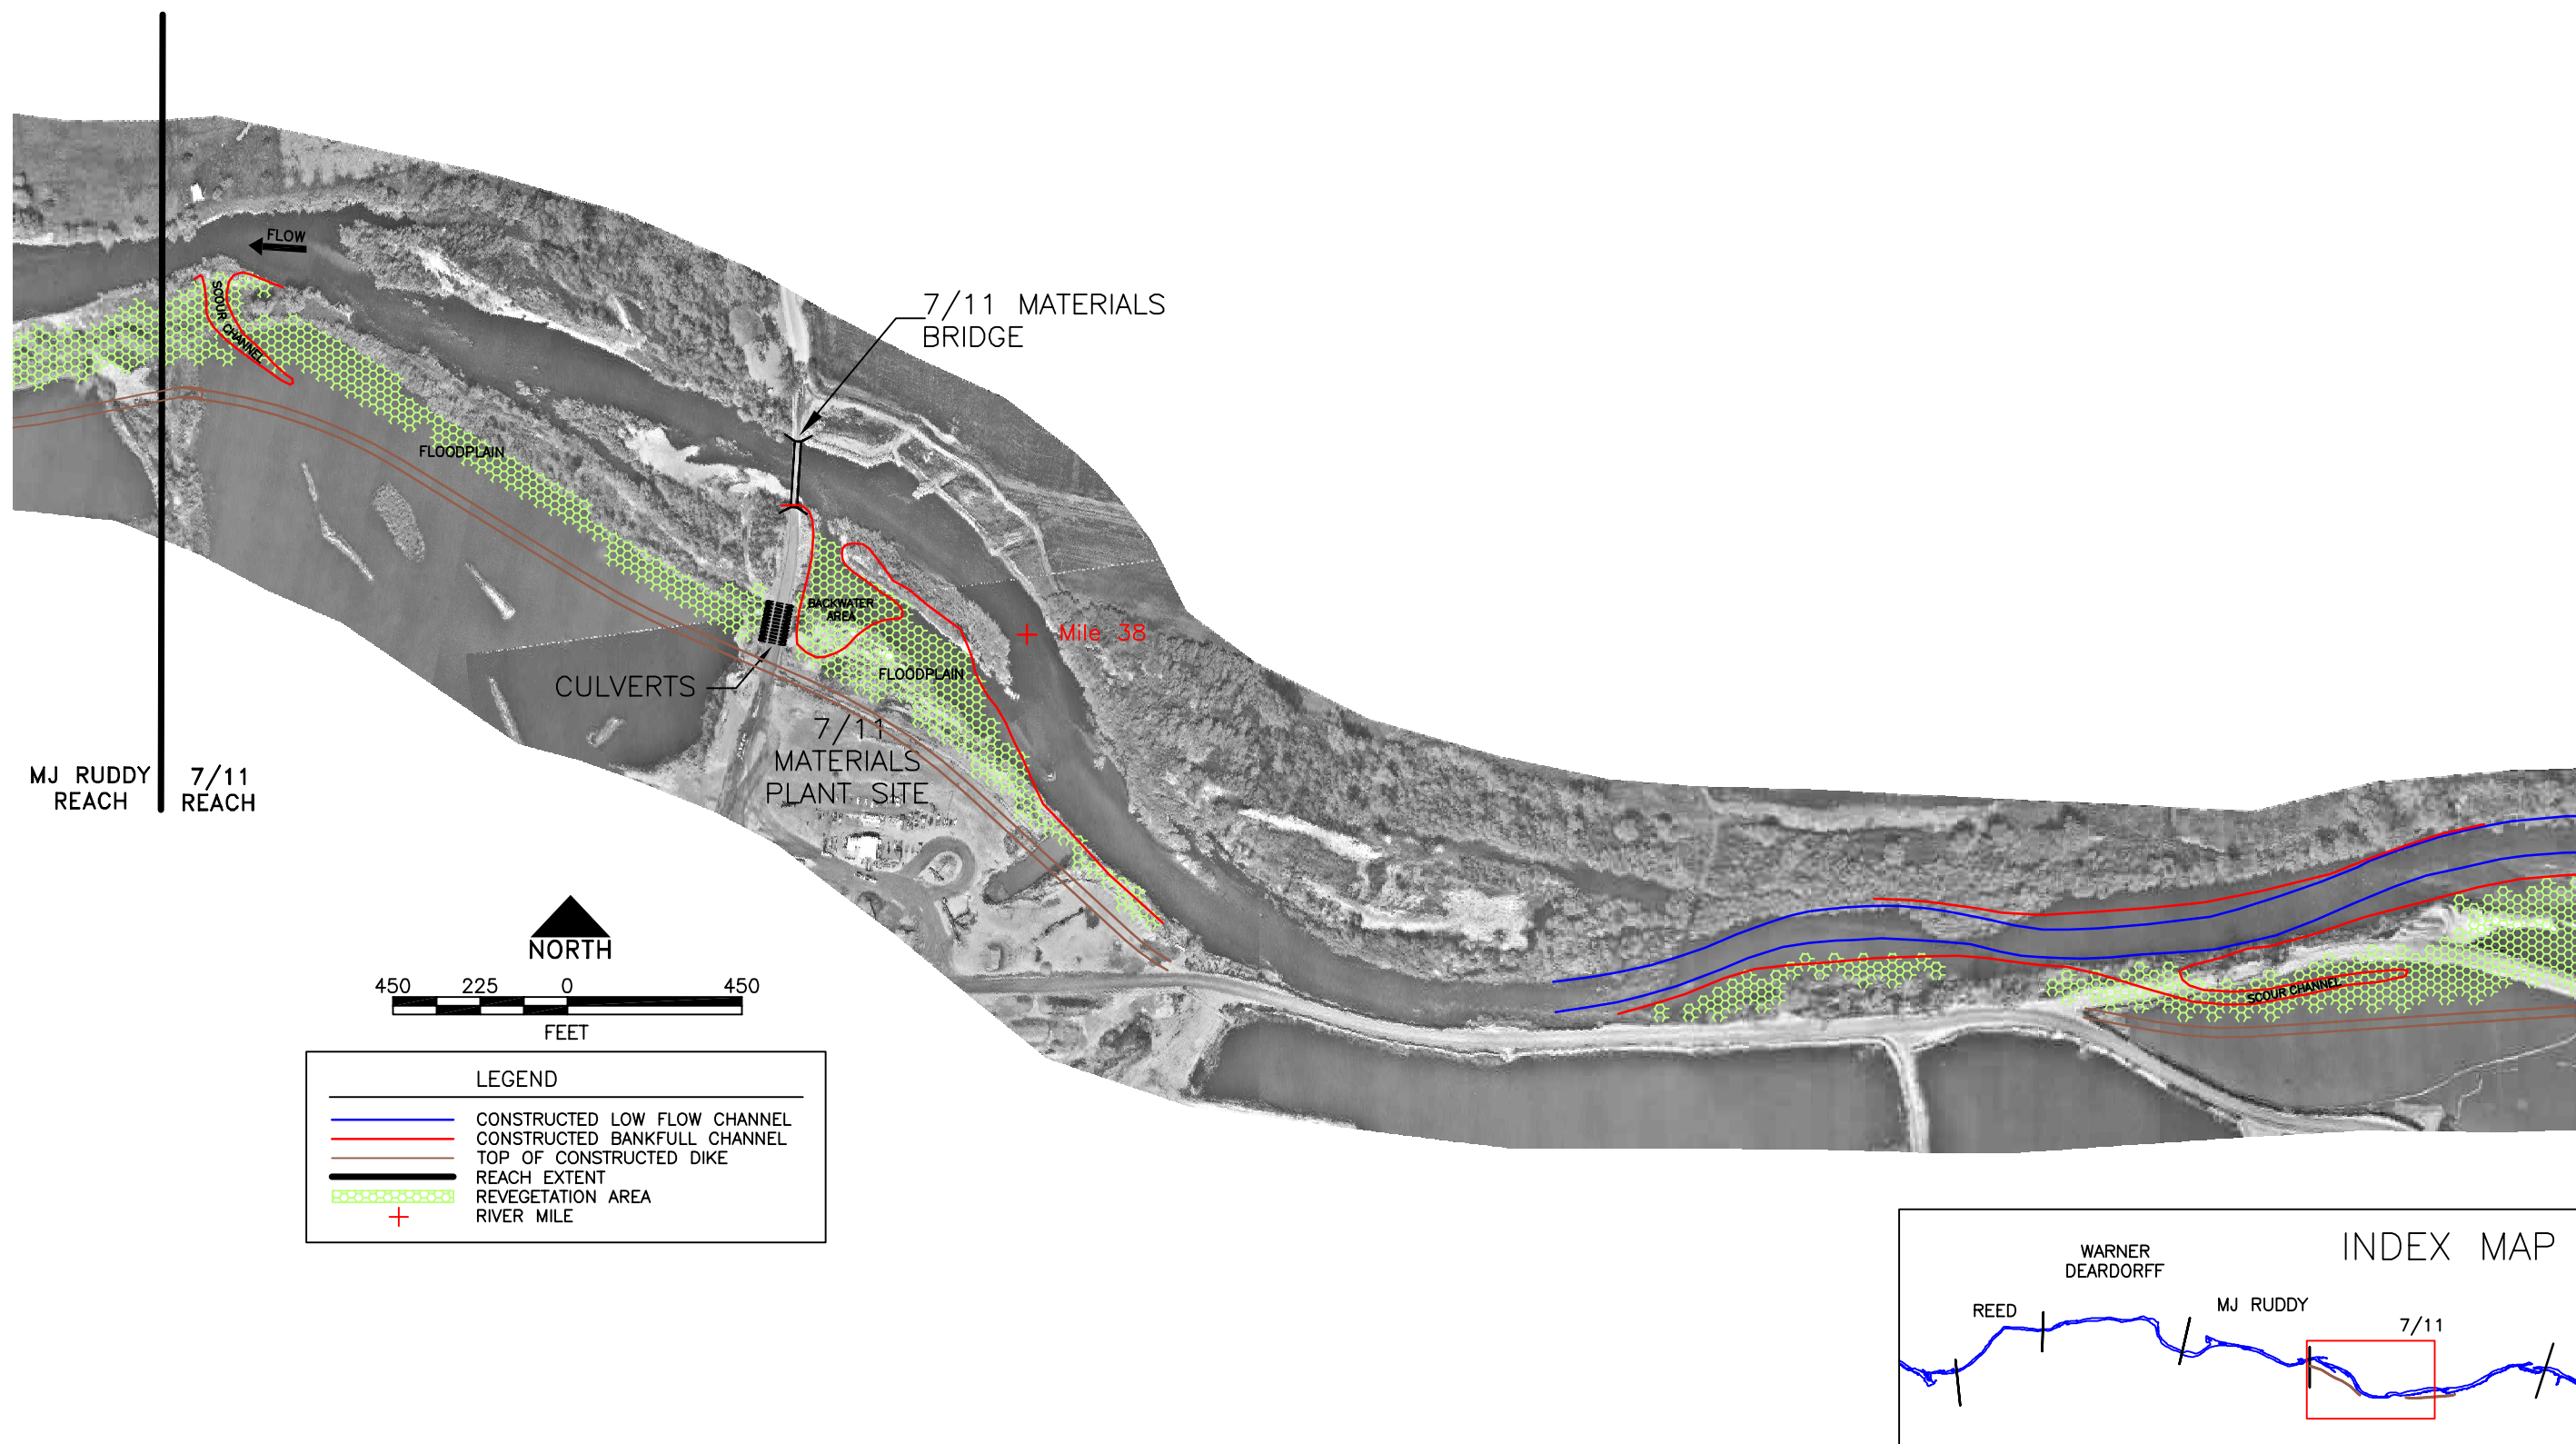 FLOW
SCOUR CHANNEL
7/11 MATERIALS
BRIDGE
FLOODPLAIN
BACKWATER
AREA
Mile 38
FLOODPLAIN
CULVERTS
7/11
MATERIALS
PLANT SITE
MJ RUDDY
REACH
7/11
REACH
SCOUR CHANNEL
NORTH
450 225 0 450
FEET
LEGEND
CONSTRUCTED LOW FLOW CHANNEL
CONSTRUCTED BANKFULL CHANNEL
TOP OF CONSTRUCTED DIKE
REACH EXTENT
REVEGETATION AREA
RIVER MILE
INDEX MAP
WARNER
DEARDORFF
REED
MJ RUDDY
7/11